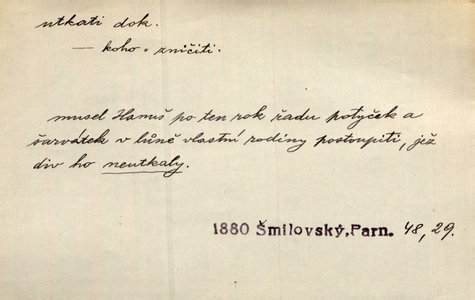 utkati dok.
— koho = zničiti.
musel Hanuš po ten rok řadu potyček a
šarvátek v lůně vlastní rodiny postoupiti, jež
div ho neutkaly.
1880 Šmilovský, Parn. 48, 29.